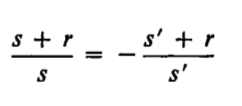 (s + r)/s = −(s′ + r)/s′